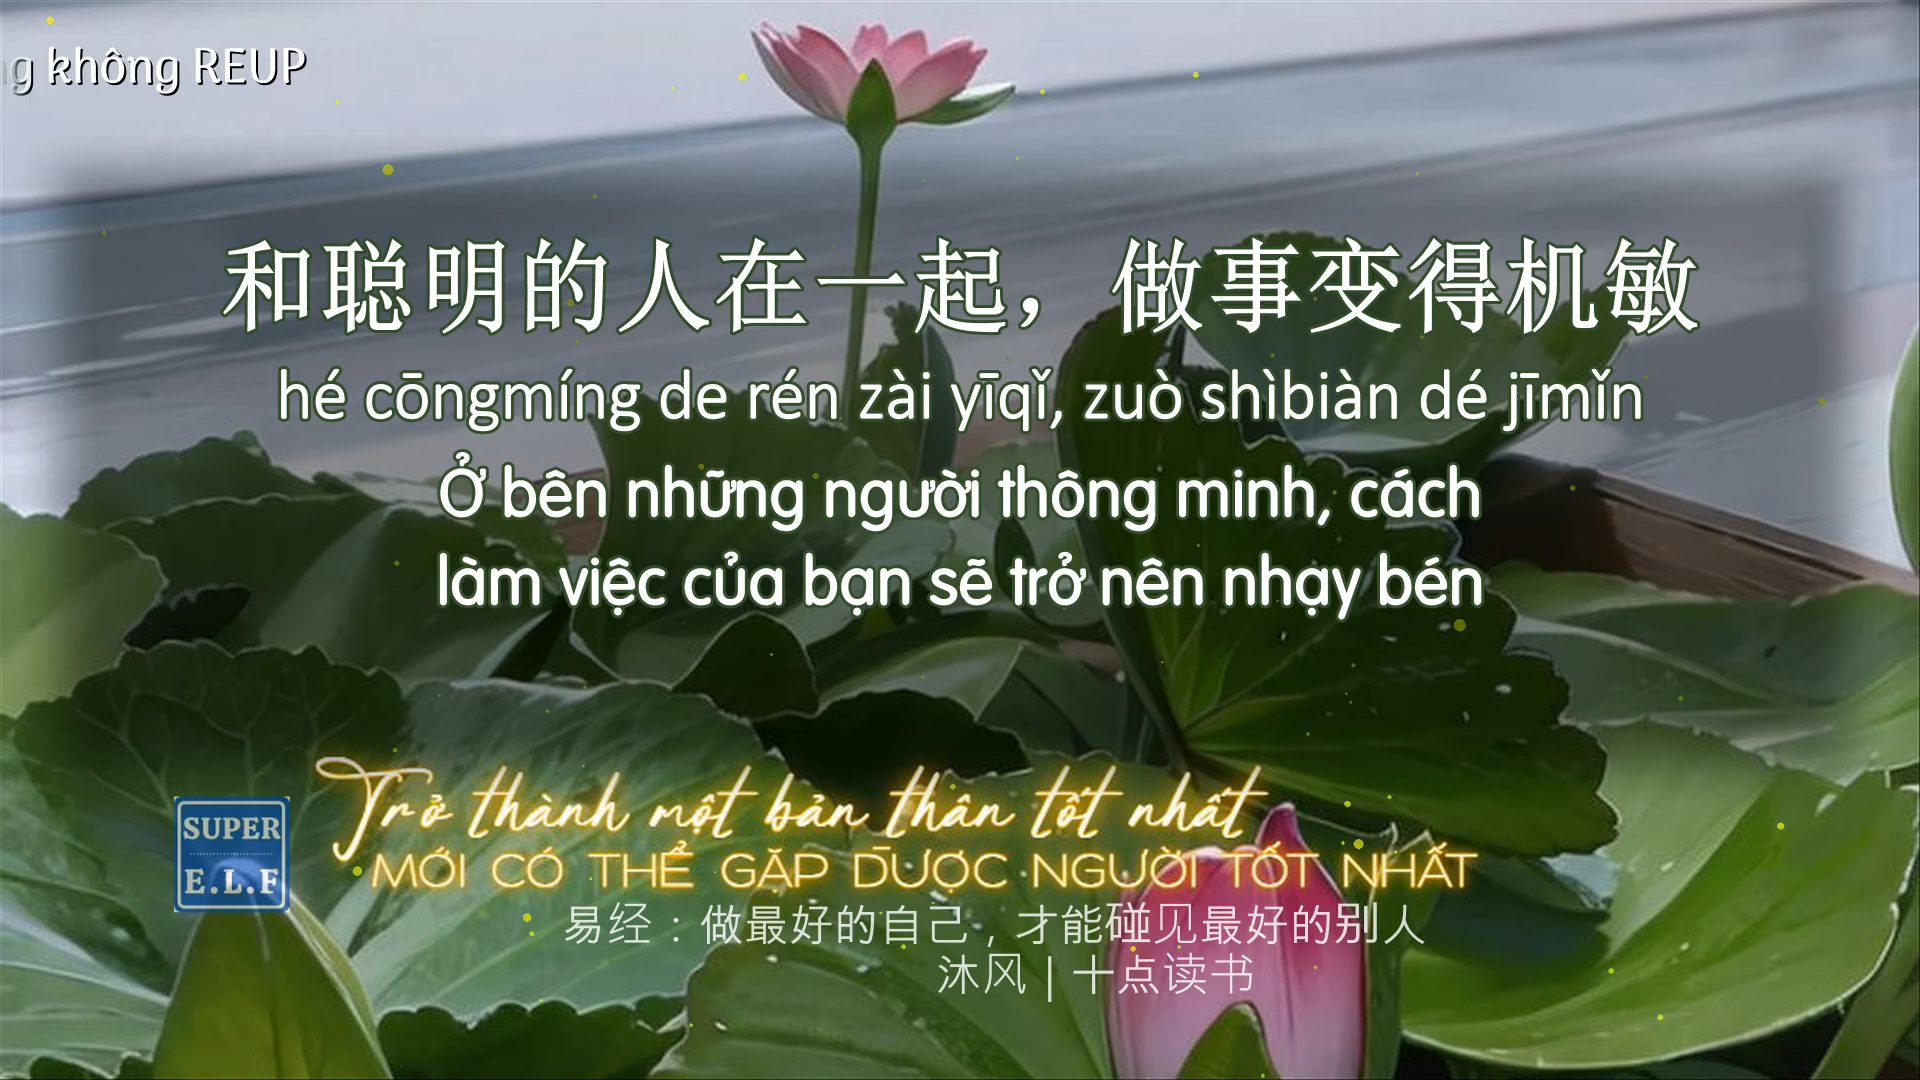 g không REUP
和聪明的人在一起，做事变得机敏
hé cōngmíng de rén zài yīqǐ, zuò shìbiàn dé jīmǐn
Ở bên những người thông minh, cách
làm việc của bạn sẽ trở nên nhạy bén
Trở thành một bản thân tốt nhất
MỚI CÓ THỂ GẶP ĐƯỢC NGƯỜI TỐT NHẤT
SUPER
E.L.F
易经：做最好的自己，才能碰见最好的别人
沐风 | 十点读书